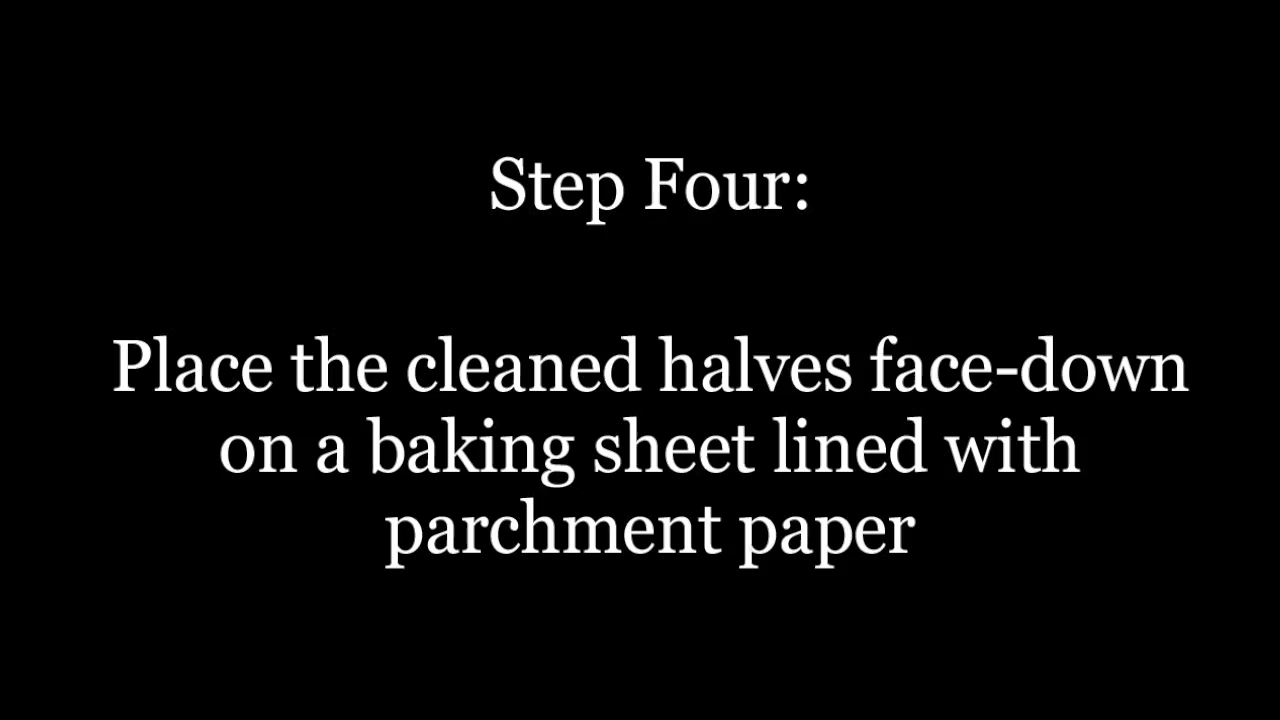 Step Four:
Place the cleaned halves face-down
on a baking sheet lined with
parchment paper